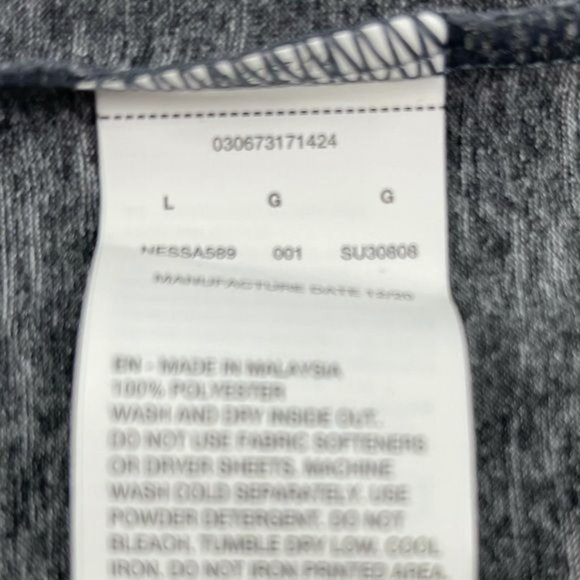 030673171424
L G G
NESSA589 001 SU30808
MANUFACTURE DATE
EN - MADE IN MALAYSIA
100% POLYESTER
WASH AND DRY INSIDE OUT.
DO NOT USE FABRIC SOFTENERS
OR DRYER SHEETS. MACHINE
WASH COLD SEPARATELY. USE
POWDER DETERGENT. DO NOT
BLEACH. TUMBLE DRY LOW. COOL
IRON. DO NOT IRON PRINTED AREA.